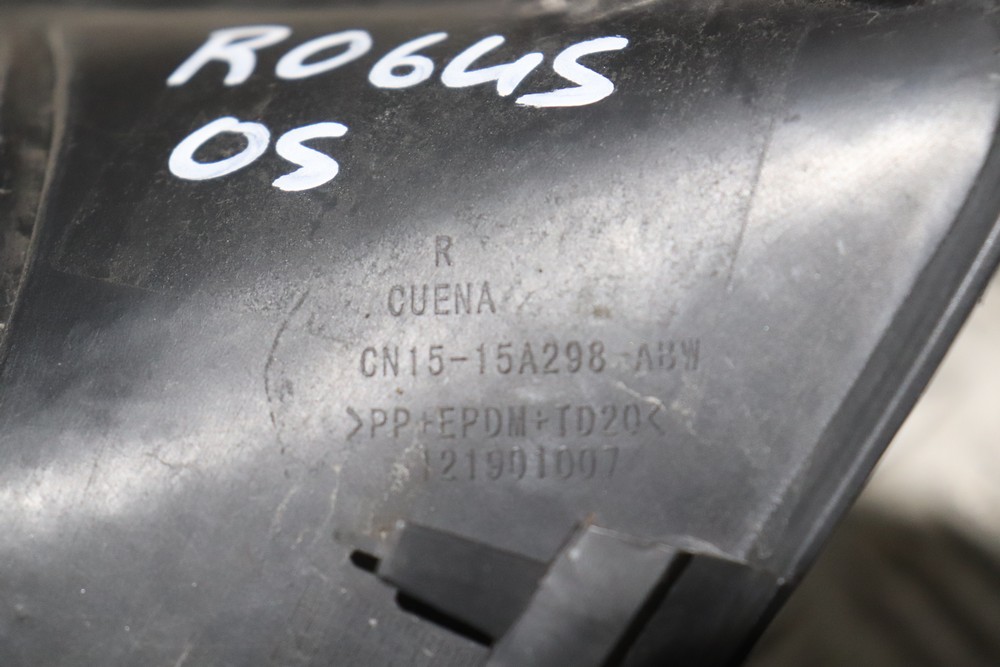 R06US
OS
R
CUENA
CN15-15A298-ABW
>PP+EPDM+TD20<
121901007